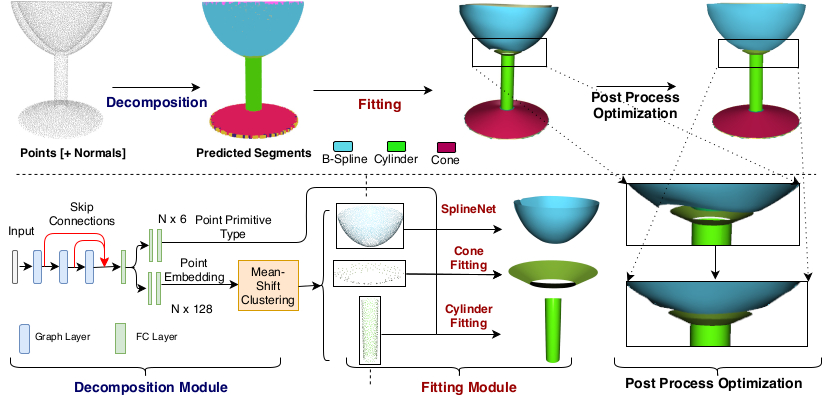 Decomposition
Fitting
Post Process
Optimization
Points [+ Normals]
Predicted Segments
B-Spline
Cylinder
Cone
Skip
Connections
Input
N x 6
Point Primitive
Type
Point
Embedding
N x 128
Mean-
Shift
Clustering
SplineNet
Cone
Fitting
Cylinder
Fitting
Graph Layer
FC Layer
Decomposition Module
Fitting Module
Post Process Optimization